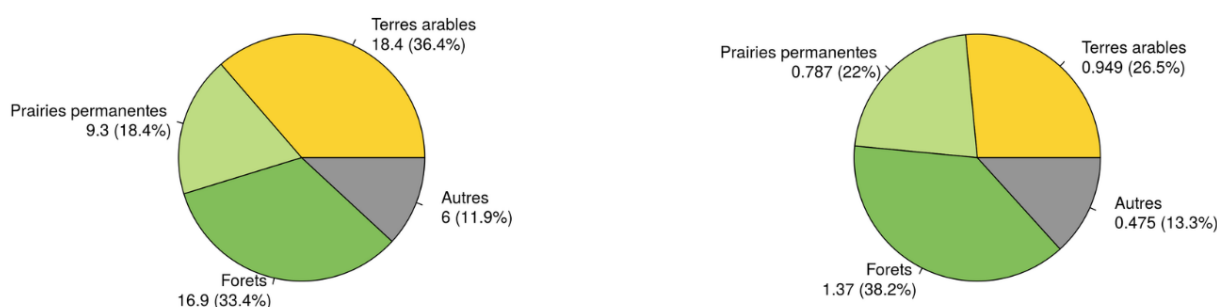 Terres arables
18.4 (36.4%)
Prairies permanentes
9.3 (18.4%)
Autres
6 (11.9%)
Forets
16.9 (33.4%)
Terres arables
0.949 (26.5%)
Prairies permanentes
0.787 (22%)
Autres
0.475 (13.3%)
Forets
1.37 (38.2%)